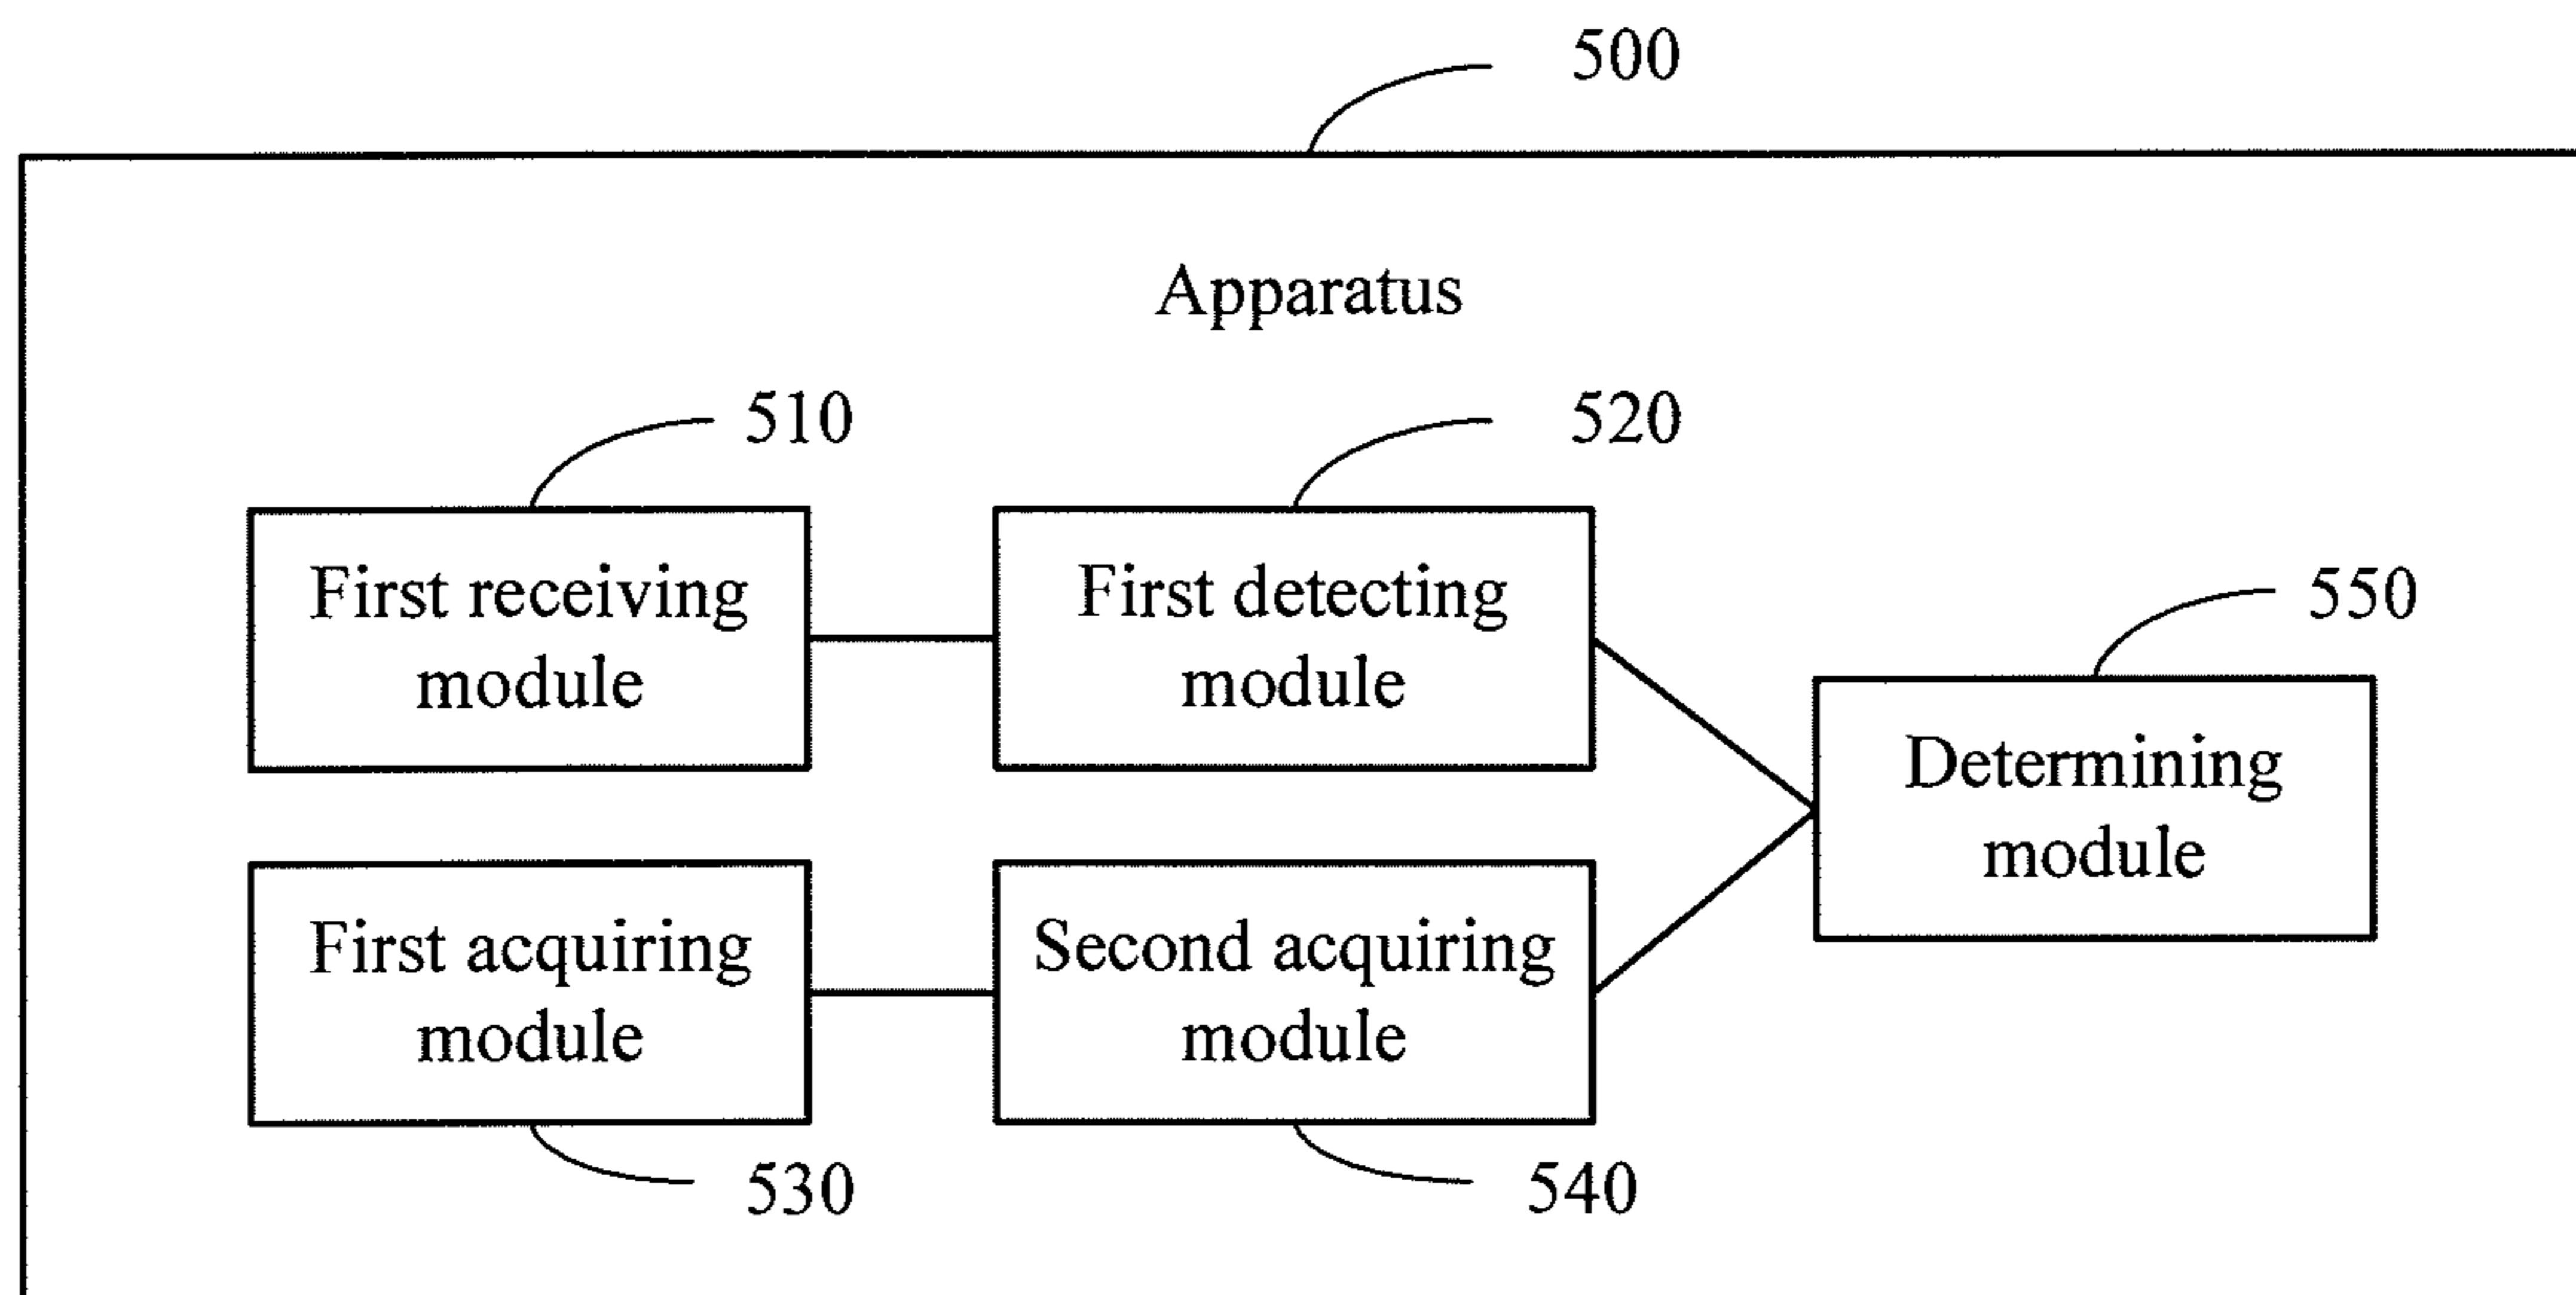 500
Apparatus
510
520
First receiving
module
First detecting
module
550
Determining
module
First acquiring
module
Second acquiring
module
530
540